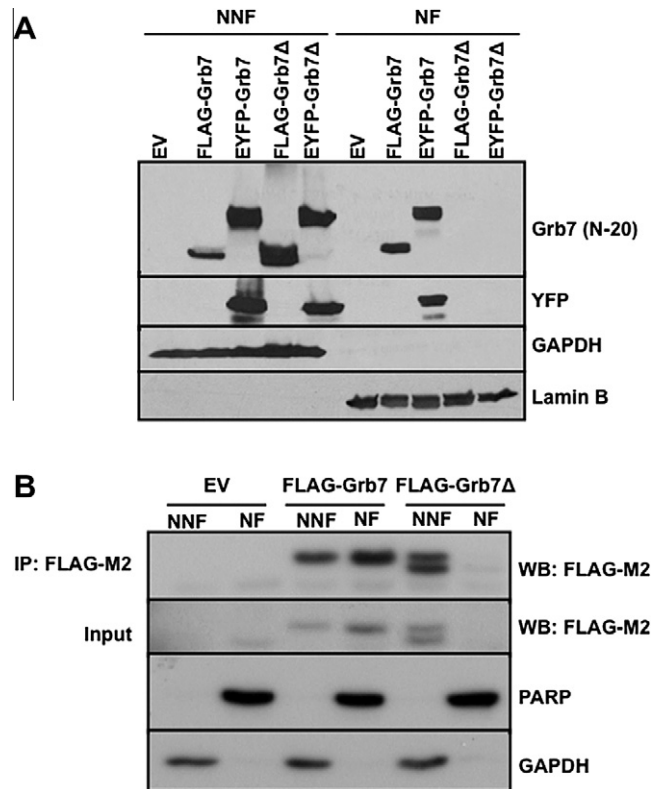 A
NNF NF
EV FLAG-Grb7 EYFP-Grb7 FLAG-Grb7Δ EYFP-Grb7Δ EV FLAG-Grb7 EYFP-Grb7 FLAG-Grb7Δ EYFP-Grb7Δ
Grb7 (N-20)
YFP
GAPDH
Lamin B
B
EV FLAG-Grb7 FLAG-Grb7Δ
NNF NF NNF NF NNF NF
IP: FLAG-M2 WB: FLAG-M2
Input WB: FLAG-M2
PARP
GAPDH